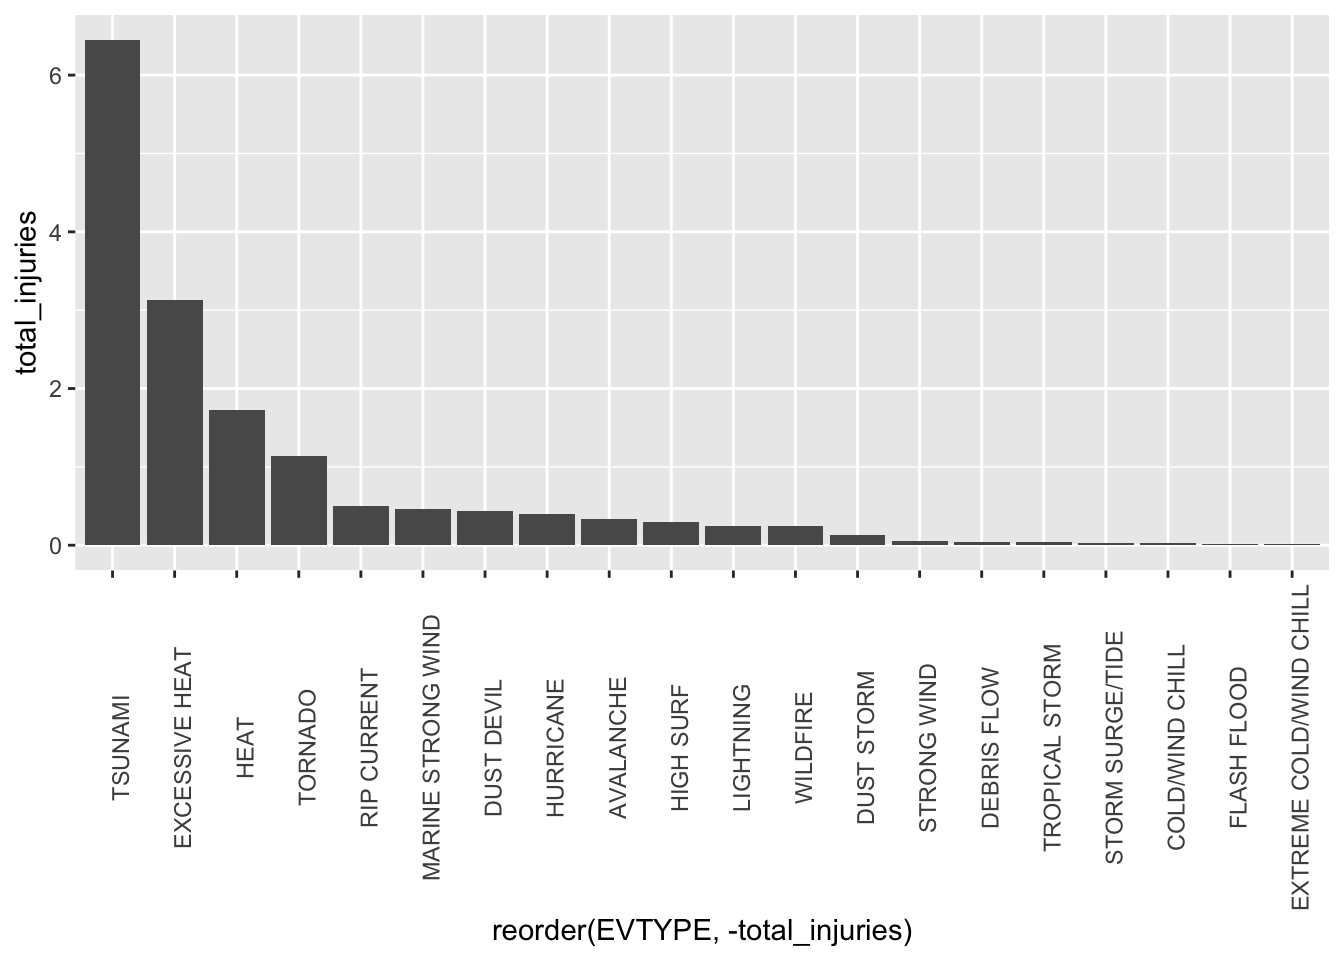 total_injuries
6
4
2
0
TSUNAMI
EXCESSIVE HEAT
HEAT
TORNADO
RIP CURRENT
MARINE STRONG WIND
DUST DEVIL
HURRICANE
AVALANCHE
HIGH SURF
LIGHTNING
WILDFIRE
DUST STORM
STRONG WIND
DEBRIS FLOW
TROPICAL STORM
STORM SURGE/TIDE
COLD/WIND CHILL
FLASH FLOOD
EXTREME COLD/WIND CHILL
reorder(EVTYPE, -total_injuries)